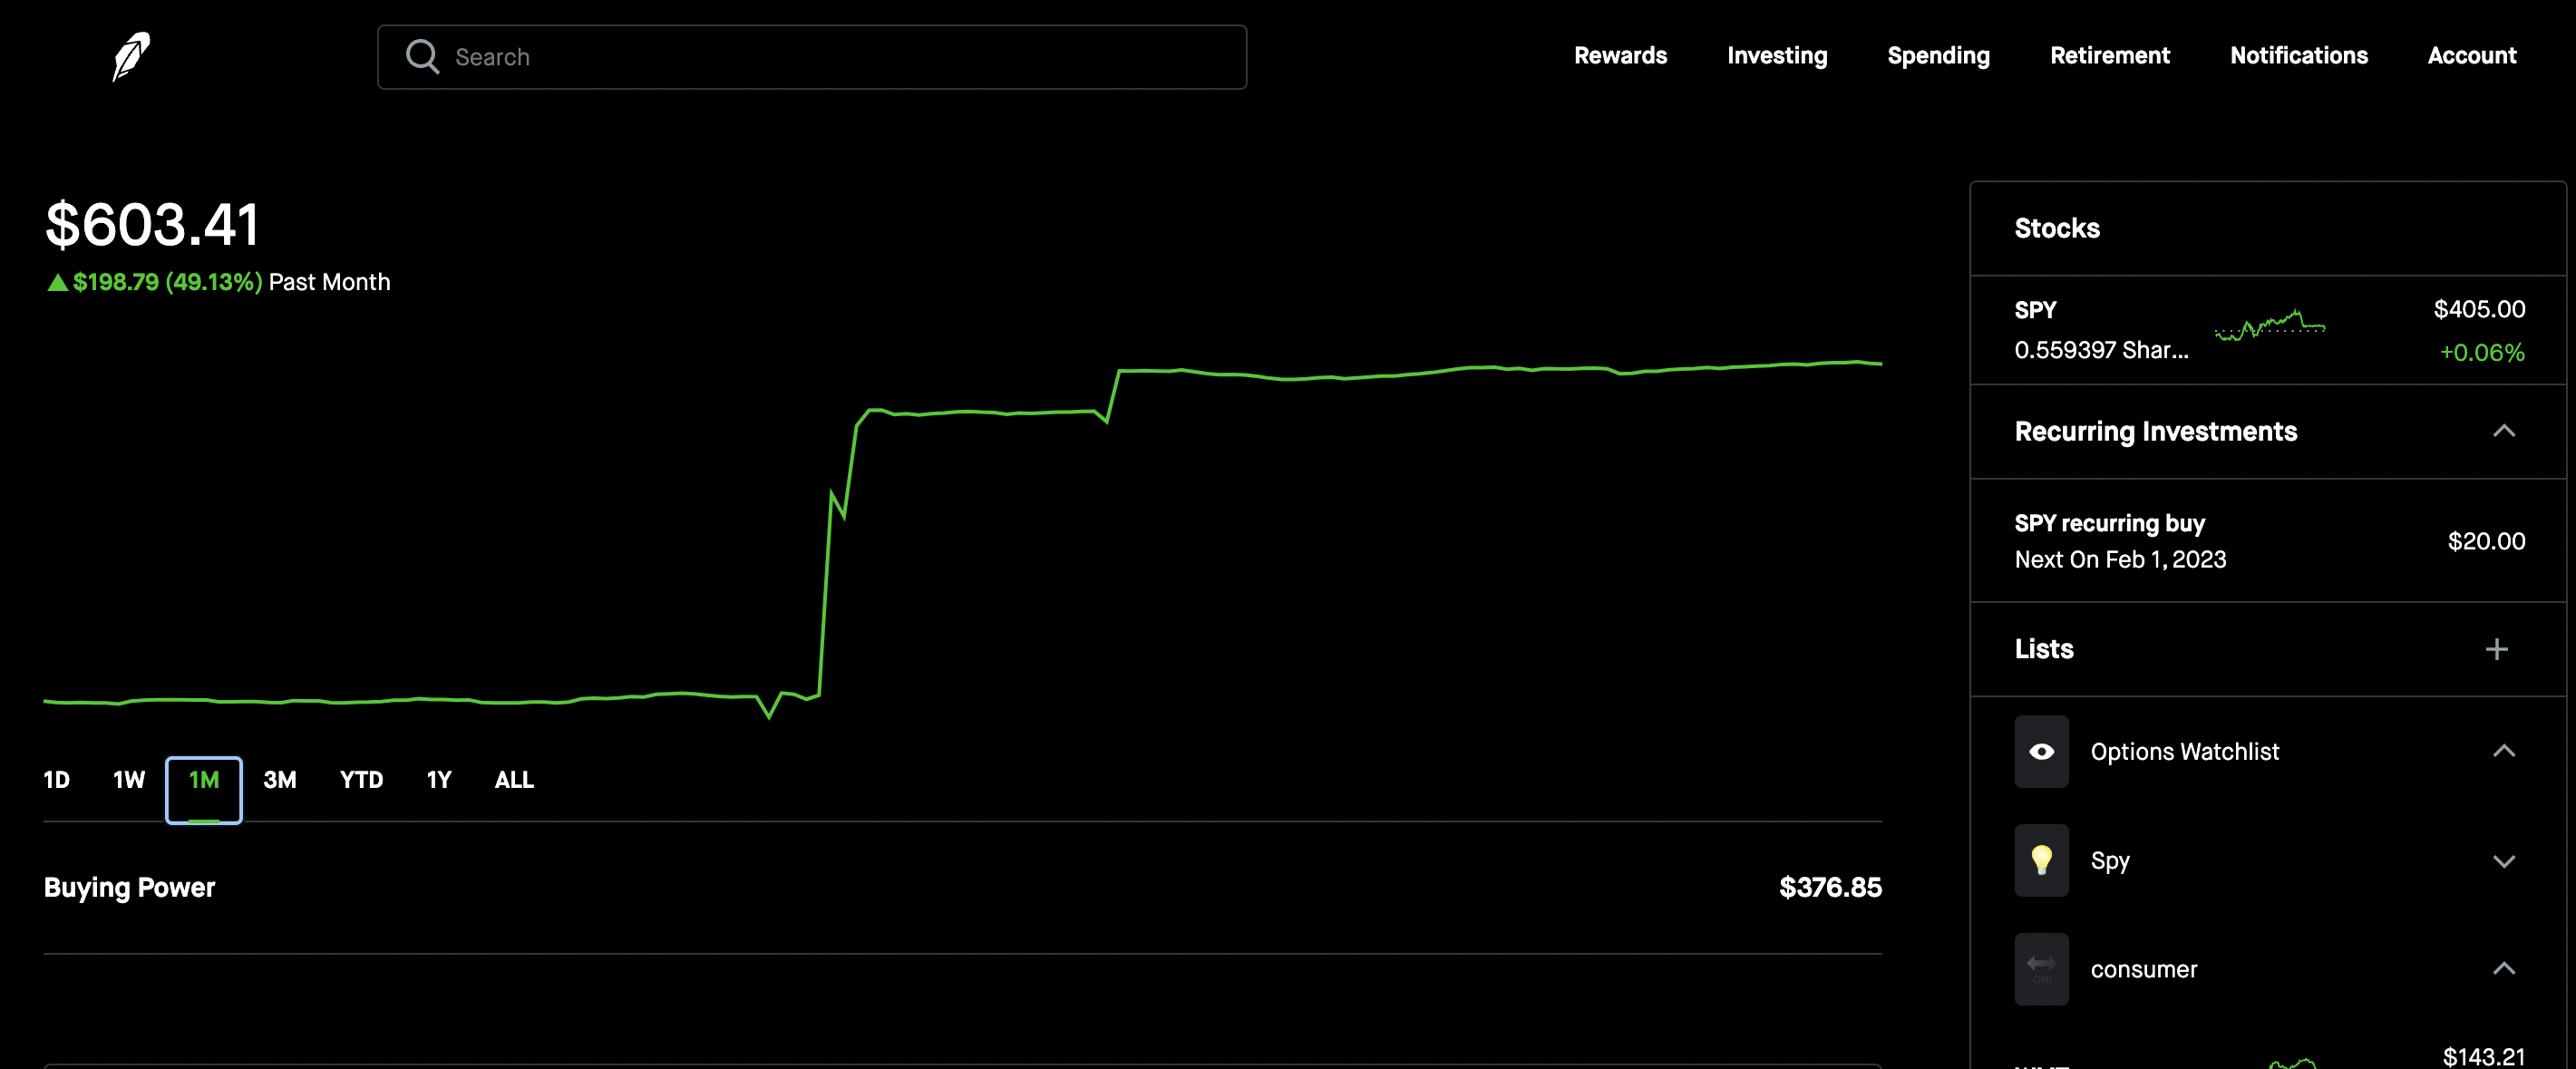 Search
Rewards
Investing
Spending
Retirement
Notifications
Account
$603.41
▲$198.79 (49.13%) Past Month
1D
1W
1M
3M
YTD
1Y
ALL
Buying Power
$376.85
Stocks
SPY
0.559397 Shar...
$405.00
+0.06%
Recurring Investments
SPY recurring buy
Next On Feb 1, 2023
$20.00
Lists
+
Options Watchlist
Spy
ON!
consumer
$143.21